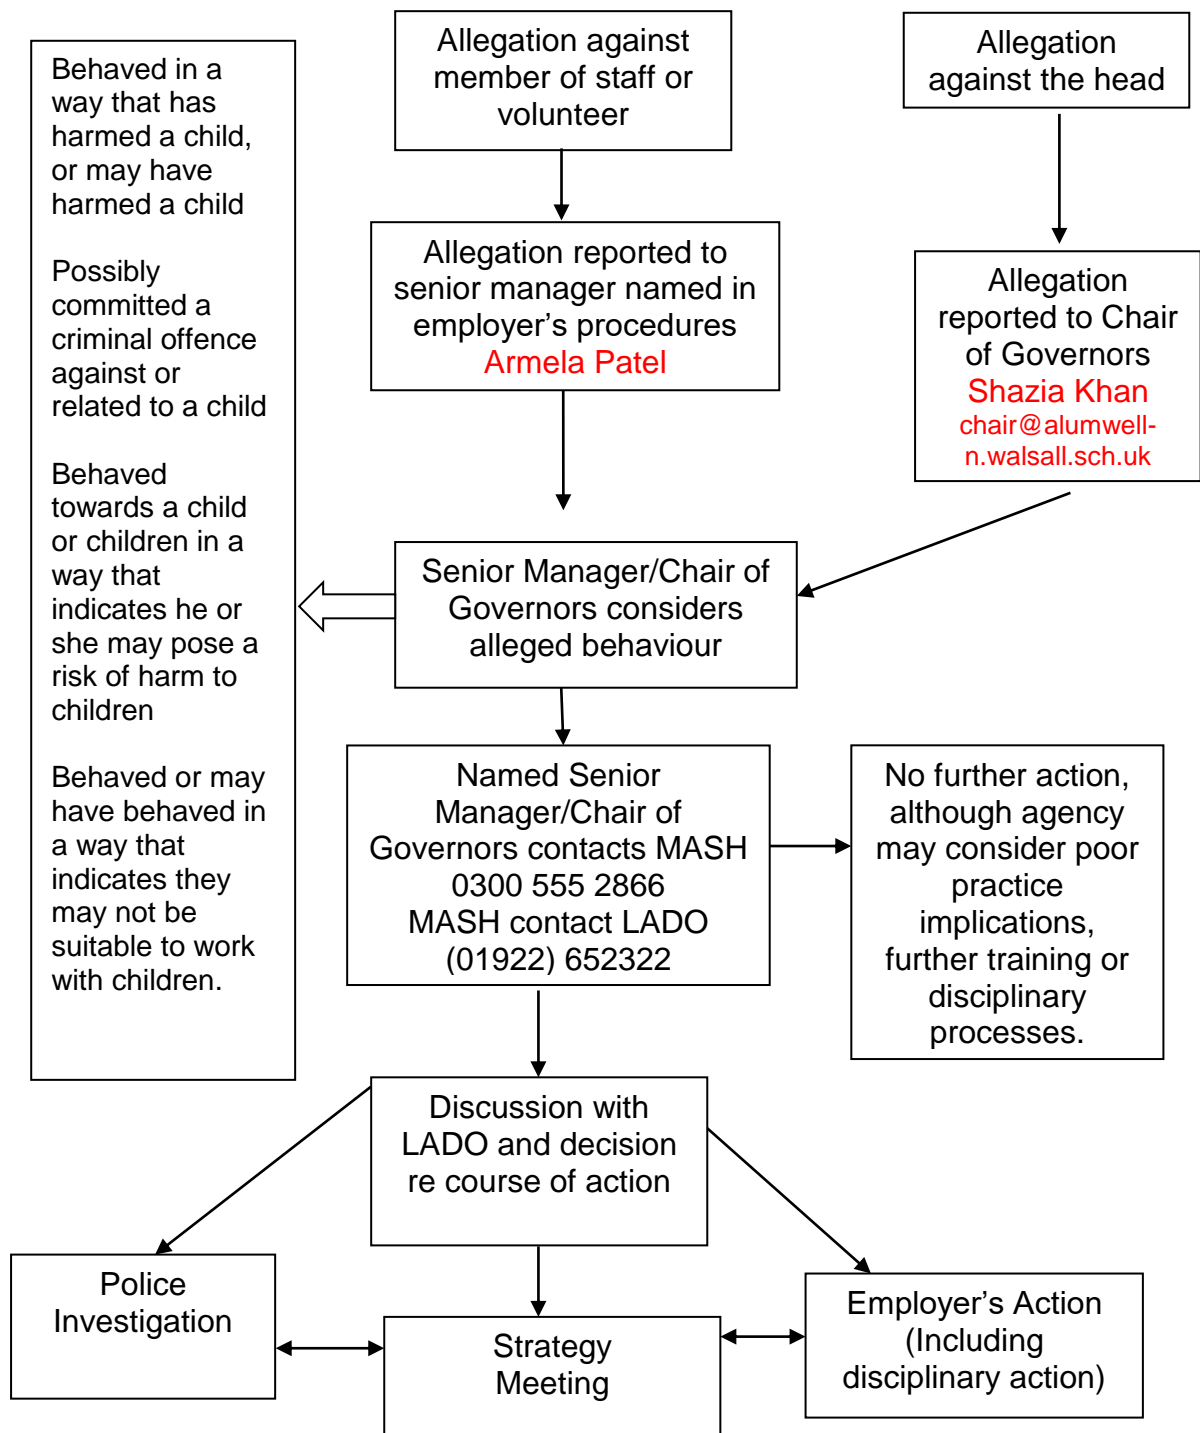 Behaved in a
way that has
harmed a child,
or may have
harmed a child
Possibly
committed a
criminal offence
against or
related to a child
Behaved
towards a child
or children in a
way that
indicates he or
she may pose a
risk of harm to
children
Behaved or may
have behaved in
a way that
indicates they
may not be
suitable to work
with children.
Allegation against
member of staff or
volunteer
Allegation
against the head
Allegation reported to
senior manager named in
employer’s procedures
Armela Patel
Allegation
reported to Chair
of Governors
Shazia Khan
chair@alumwell-
n.walsall.sch.uk
Senior Manager/Chair of
Governors considers
alleged behaviour
Named Senior
Manager/Chair of
Governors contacts MASH
0300 555 2866
MASH contact LADO
(01922) 652322
No further action,
although agency
may consider poor
practice
implications,
further training or
disciplinary
processes.
Discussion with
LADO and decision
re course of action
Police
Investigation
Strategy
Meeting
Employer’s Action
(Including
disciplinary action)